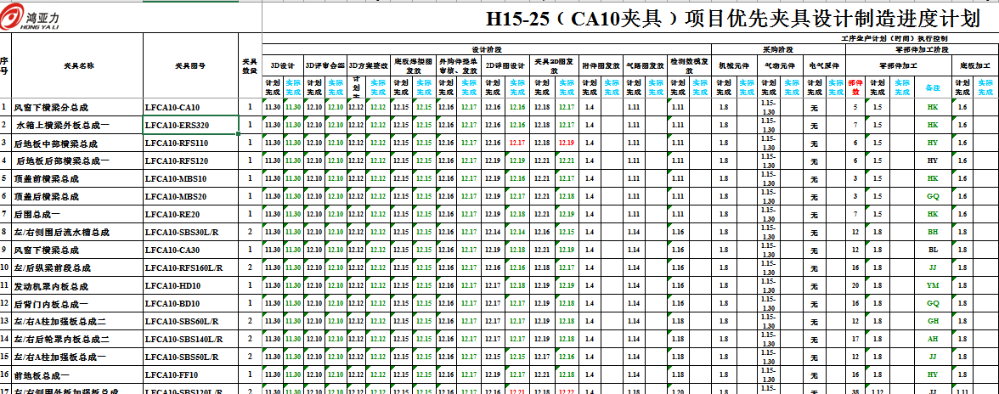 鸿亚力
HONG YA LI
H15-25（CA10夹具）项目优先夹具设计制造进度计划
工序生产计划（时间）执行控制
设计阶段 采购阶段 零部件加工阶段
序号 夹具名称 夹具图号 夹具数量 3D设计 3D评审会签 3D方案整改 底板焊接图发放 外购件提单审核、发放 2D详图设计 夹具2D图发放 附件图发放 气路图发放 检测数模发放 机械元件 气动元件 电气原件 零部件加工 底板加工
计划完成 实际完成 计划完成 实际完成 计划完 实际完成 计划完成 实际完成 计划完成 实际完成 计划完成 实际完成 计划完成 实际完成 计划完成 实际完成 计划完成 实际完成 计划完成 实际完成 计划完成 实际完成 计划完成 实际完成 计划完成 实际完成 部件数 计划完成 实际完成 备注 计划完成 实际完成
1 风窗下横梁分总成 LFCA10-CA10 1 11.30 11.30 12.10 12.10 12.12 12.12 12.15 12.15 12.16 12.17 12.16 12.16 12.18 12.17 1.4 1.11 1.11 1.8 1.15-1.30 无 5 1.5 HK 1.6
2 水箱上横梁外板总成一 LFCA10-ERS320 1 11.30 11.30 12.10 12.10 12.12 12.12 12.15 12.15 12.16 12.17 12.16 12.16 12.18 12.17 1.4 1.11 1.11 1.8 1.15-1.30 无 7 1.5 HK 1.6
3 后地板中部横梁总成 LFCA10-RFS110 1 11.30 11.30 12.10 12.10 12.12 12.12 12.15 12.15 12.16 12.17 12.16 12.17 12.18 12.19 1.4 1.11 1.11 1.8 1.15-1.30 无 6 1.5 HY 1.6
4 后地板后部横梁总成一 LFCA10-RFS120 1 11.30 11.30 12.10 12.10 12.12 12.12 12.15 12.15 12.16 12.17 12.19 12.19 12.21 12.21 1.4 1.11 1.11 1.8 1.15-1.30 无 6 1.5 HY 1.6
5 顶盖前横梁总成 LFCA10-MBS10 1 11.30 11.30 12.10 12.10 12.12 12.12 12.15 12.15 12.16 12.17 12.19 12.16 12.21 12.17 1.4 1.11 1.11 1.8 1.15-1.30 无 3 1.5 HK 1.6
6 顶盖后横梁总成 LFCA10-MBS20 1 11.30 11.30 12.10 12.10 12.12 12.12 12.15 12.15 12.16 12.17 12.19 12.17 12.21 12.18 1.4 1.11 1.11 1.8 1.15-1.30 无 3 1.5 GQ 1.6
7 后围总成一 LFCA10-RE20 1 11.30 11.30 12.10 12.10 12.12 12.12 12.15 12.15 12.16 12.17 12.19 12.18 12.21 12.19 1.4 1.11 1.11 1.8 1.15-1.30 无 7 1.5 HK 1.6
8 左/右侧围后流水槽总成 LFCA10-SBS30L/R 2 11.30 11.30 12.10 12.10 12.12 12.12 12.15 12.15 12.16 12.17 12.14 12.14 12.16 12.15 1.4 1.14 1.16 1.8 1.15-1.30 无 12 1.8 BH 1.8
9 风窗下横梁总成 LFCA10-CA30 1 11.30 11.30 12.10 12.10 12.12 12.12 12.15 12.15 12.16 12.17 12.19 12.18 12.21 12.19 1.4 1.14 1.16 1.8 1.15-1.30 无 12 1.8 BL 1.8
10 左/后纵梁前段总成 LFCA10-RFS160L/R 2 11.30 11.30 12.10 12.10 12.12 12.12 12.15 12.15 12.16 12.17 12.16 12.16 12.18 12.17 1.4 1.14 1.16 1.8 1.15-1.30 无 16 1.8 JJ 1.8
11 发动机罩内板总成 LFCA10-HD10 1 11.30 11.30 12.10 12.10 12.12 12.12 12.15 12.15 12.16 12.17 12.17 12.18 12.19 12.19 1.4 1.14 1.16 1.8 1.15-1.30 无 20 1.8 YM 1.8
12 后背门内板总成一 LFCA10-BD10 1 11.30 11.30 12.10 12.10 12.12 12.12 12.15 12.15 12.16 12.17 12.17 12.17 12.19 12.18 1.4 1.14 1.16 1.8 1.15-1.30 无 16 1.8 GQ 1.8
13 左/右A柱加强板总成二 LFCA10-SBS60L/R 2 11.30 11.30 12.10 12.10 12.12 12.12 12.15 12.15 12.16 12.17 12.17 12.17 12.19 12.18 1.4 1.14 1.18 1.8 1.15-1.30 无 12 1.8 GH 1.8
14 左/右后轮罩内板总成二 LFCA10-SBS140L/R 2 11.30 11.30 12.10 12.10 12.12 12.12 12.15 12.15 12.16 12.17 12.17 12.17 12.19 12.18 1.4 1.14 1.18 1.8 1.15-1.30 无 17 1.8 AH 1.8
15 左/右A柱加强板总成一 LFCA10-SBS50L/R 2 11.30 11.30 12.10 12.10 12.12 12.12 12.15 12.15 12.16 12.17 12.15 12.15 12.17 12.16 1.4 1.14 1.18 1.8 1.15-1.30 无 12 1.8 JJ 1.8
16 前地板总成一 LFCA10-FF10 1 11.30 11.30 12.10 12.10 12.12 12.12 12.15 12.15 12.16 12.17 12.19 12.17 12.21 12.18 1.4 1.14 1.18 1.8 1.15-1.30 无 16 1.8 HY 1.8
17 左/右侧围外板加强板总成 LFCA10-SBS120L/R 2 11.30 11.30 12.10 12.10 12.12 12.12 12.15 12.15 12.16 12.17 12.16 12.21 12.18 12.22 1.4 1.18 1.20 1.8 1.15- 无 38 1.12 JJ 1.11